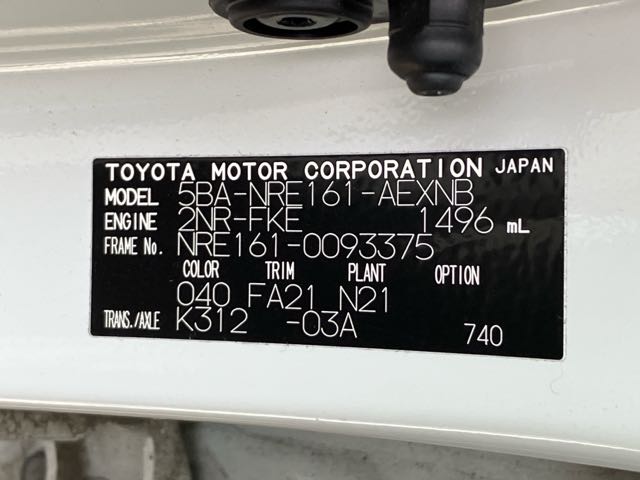 TOYOTA MOTOR CORPORATION JAPAN
MODEL 5BA-NRE161-AEXNB
ENGINE 2NR-FKE 1496 mL
FRAME No. NRE161-0093375
COLOR TRIM PLANT OPTION
040 FA21 N21
TRANS./AXLE K312 -03A 740